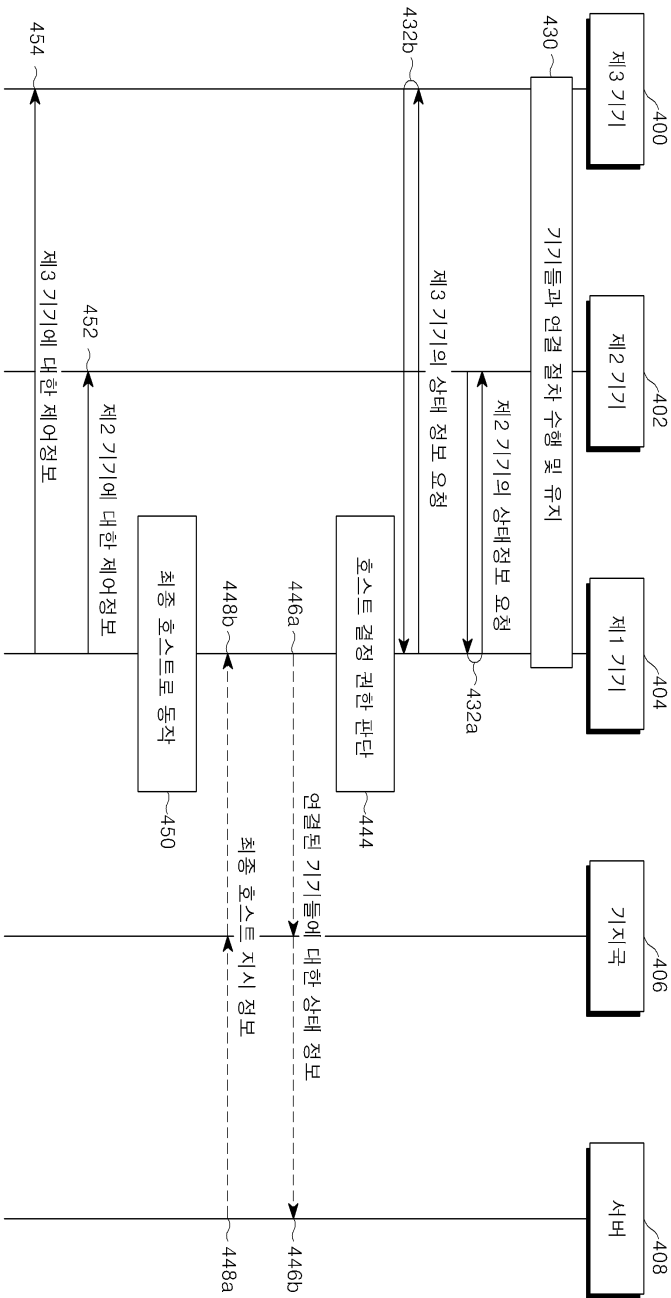 제3 기기
400
제2 기기
402
제1 기기
404
기지국
406
서버
408
430
기기들과 연결 절차 수행 및 유지
제2 기기의 상태정보 요청
432a
제3 기기의 상태 정보 요청
432b
호스트 결정 권한 판단
444
연결된 기기들에 대한 상태 정보
446a
446b
최종 호스트 지시 정보
448b
448a
최종 호스트로 동작
450
제2 기기에 대한 제어정보
452
제3 기기에 대한 제어정보
454